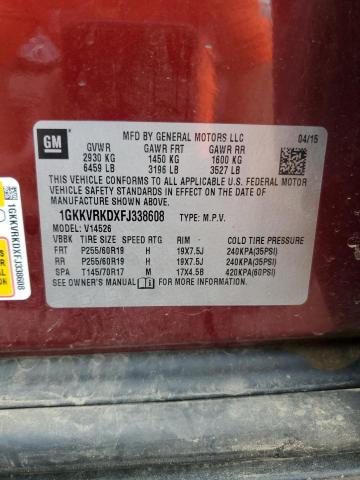 GM
MFD BY GENERAL MOTORS LLC 04/15
GVWR GAWR FRT GAWR RR
2930 KG 1450 KG 1600 KG
6459 LB 3196 LB 3527 LB
THIS VEHICLE CONFORMS TO ALL APPLICABLE U.S. FEDERAL MOTOR
VEHICLE SAFETY STANDARDS IN EFFECT ON THE DATE OF
MANUFACTURE SHOWN ABOVE.
1GKKVRKDXFJ338608 TYPE: M.P.V.
MODEL: V14526
VBBK TIRE SIZE SPEED RTG RIM COLD TIRE PRESSURE
FRT P255/60R19 H 19X7.5J 240KPA(35PSI)
RR P255/60R19 H 19X7.5J 240KPA(35PSI)
SPA T145/70R17 M 17X4.5B 420KPA(60PSI)
SEE OWNER'S MANUAL FOR MORE INFORMATION.
1GKKVRKDXFJ338608